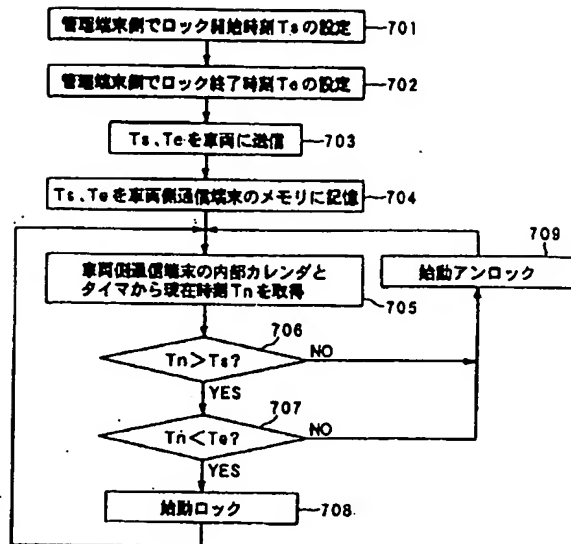 管理端末側でロック開始時刻Tsの設定
701
管理端末側でロック終了時刻Teの設定
702
Ts、Teを車両に送信
703
Ts、Teを車両側通信端末のメモリに記憶
704
709
始動アンロック
車両側通信端末の内部カレンダと
タイマから現在時刻Tnを取得
705
706
Tn>Ts?
NO
YES
707
Tn<Te?
NO
YES
始動ロック
708